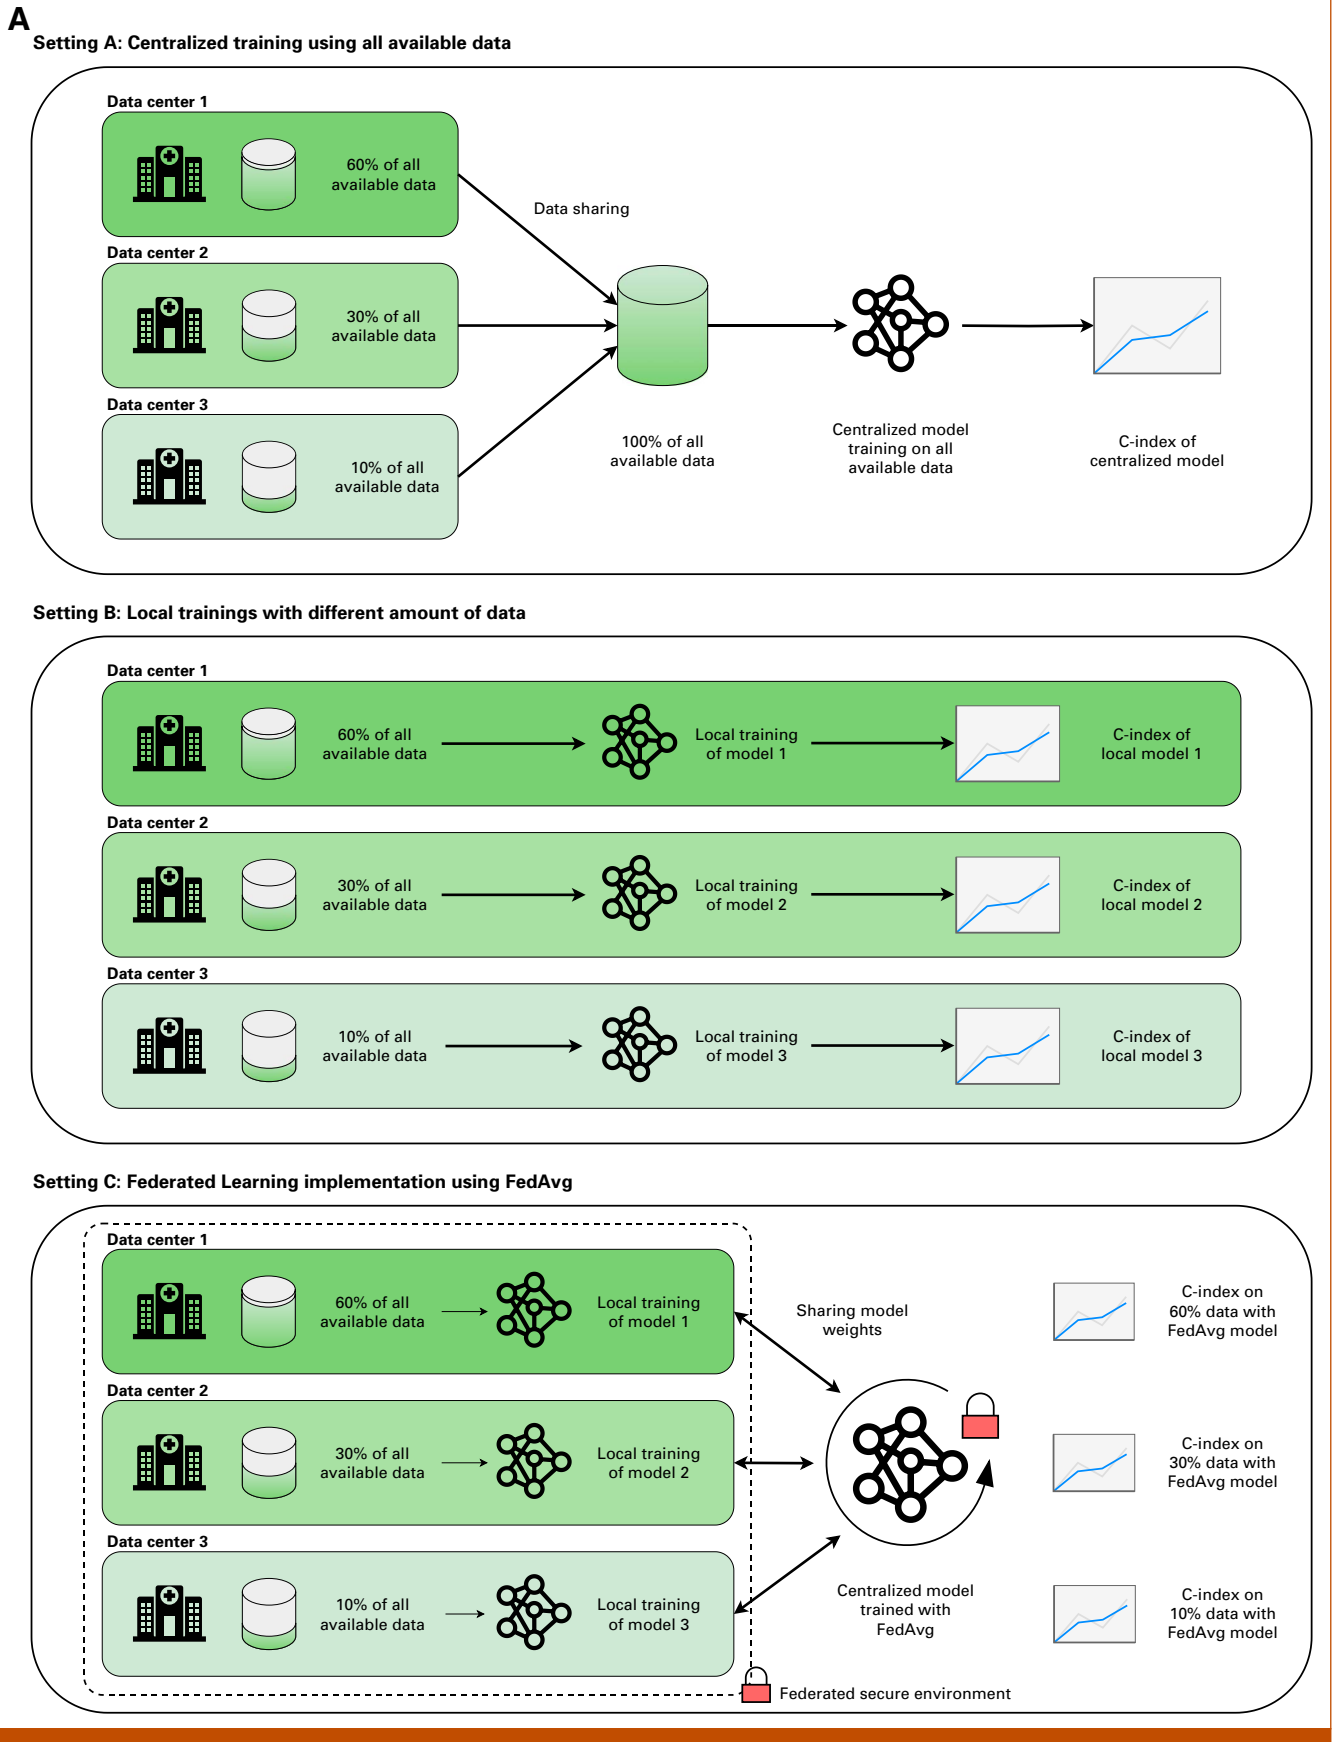 A
Setting A: Centralized training using all available data
Data center 1
60% of all
available data
Data sharing
Data center 2
30% of all
available data
Data center 3
10% of all
available data
100% of all
available data
Centralized model
training on all
available data
C-index of
centralized model
Setting B: Local trainings with different amount of data
Data center 1
60% of all
available data
Local training
of model 1
C-index of
local model 1
Data center 2
30% of all
available data
Local training
of model 2
C-index of
local model 2
Data center 3
10% of all
available data
Local training
of model 3
C-index of
local model 3
Setting C: Federated Learning implementation using FedAvg
Data center 1
60% of all
available data
Local training
of model 1
Sharing model
weights
C-index on
60% data with
FedAvg model
Data center 2
30% of all
available data
Local training
of model 2
C-index on
30% data with
FedAvg model
Data center 3
10% of all
available data
Local training
of model 3
Centralized model
trained with
FedAvg
C-index on
10% data with
FedAvg model
Federated secure environment